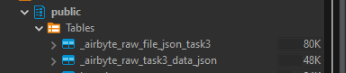 public
Tables
_airbyte_raw_file_json_task3 80K
_airbyte_raw_task3_data_json 48K